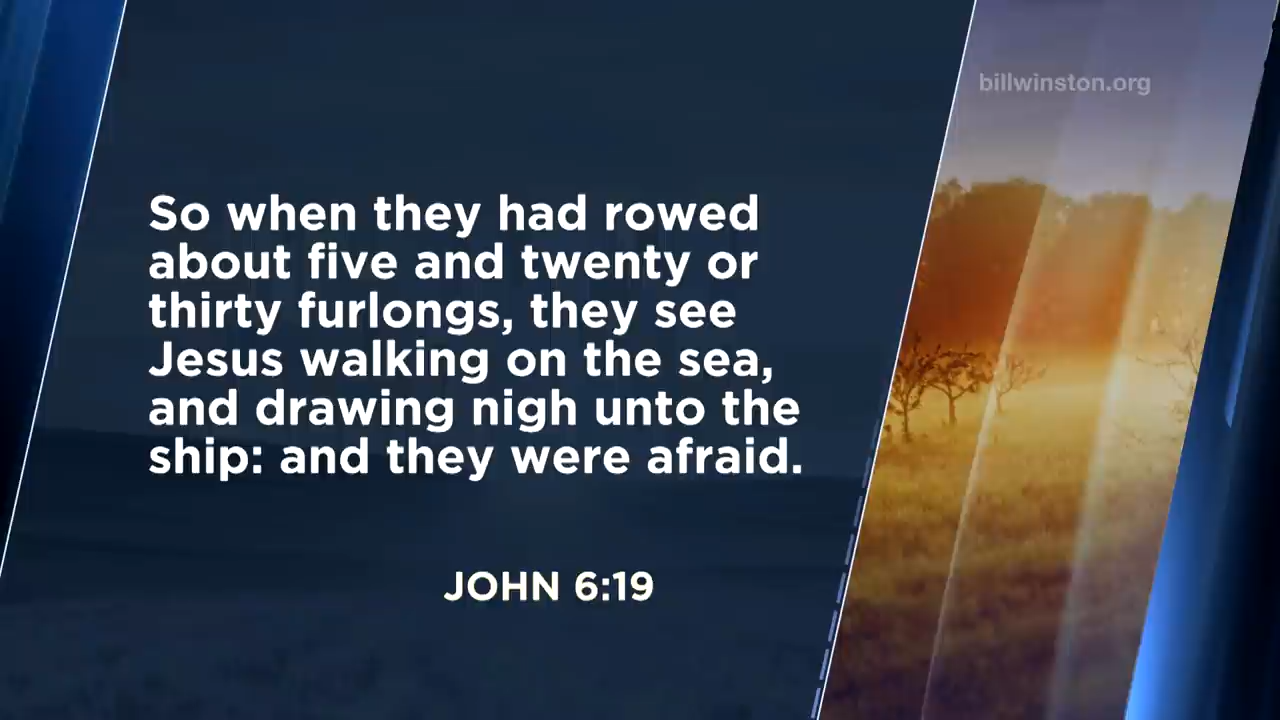 billwinston.org
So when they had rowed
about five and twenty or
thirty furlongs, they see
Jesus walking on the sea,
and drawing nigh unto the
ship: and they were afraid.
JOHN 6:19